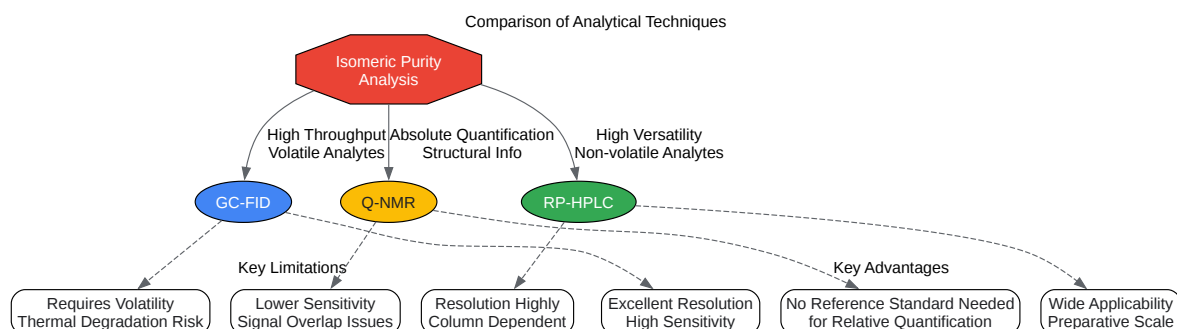 Comparison of Analytical Techniques
Isomeric Purity
Analysis
High Throughput
Volatile Analytes
Absolute Quantification
Structural Info
High Versatility
Non-volatile Analytes
GC-FID
Q-NMR
RP-HPLC
Key Limitations
Key Advantages
Requires Volatility
Thermal Degradation Risk
Lower Sensitivity
Signal Overlap Issues
Resolution Highly
Column Dependent
Excellent Resolution
High Sensitivity
No Reference Standard Needed
for Relative Quantification
Wide Applicability
Preparative Scale